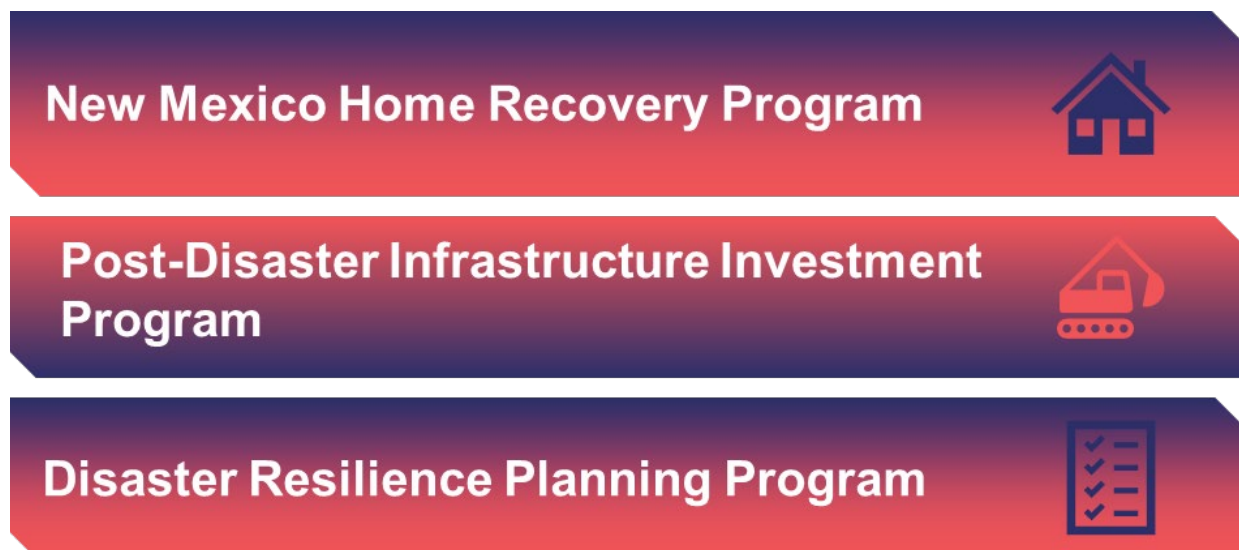 New Mexico Home Recovery Program
Post-Disaster Infrastructure Investment
Program
Disaster Resilience Planning Program